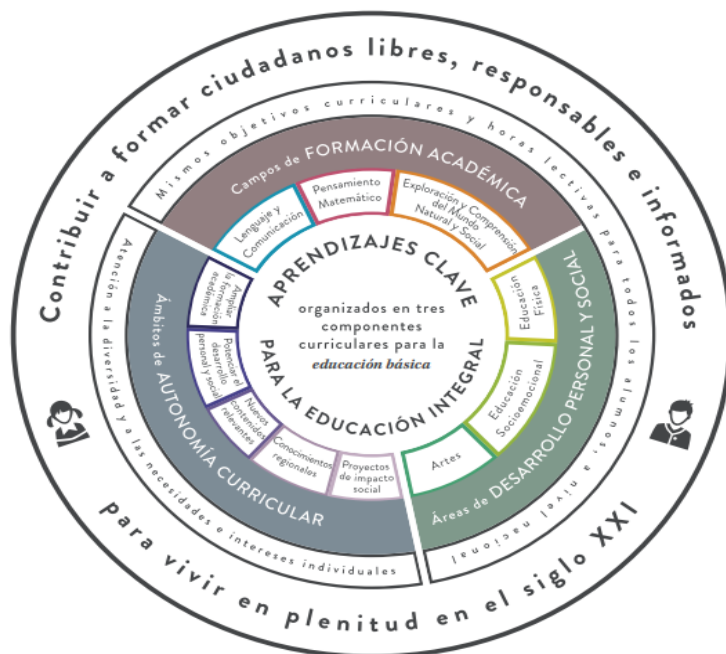 Contribuir a formar ciudadanos libres, responsables e informados
para vivir en plenitud en el siglo XXI
Mismos objetivos curriculares y horas lectivas para todos los alumnos, a nivel nacional
Atención a la diversidad y a las necesidades e intereses individuales
Campos de FORMACIÓN ACADÉMICA
Lenguaje y
Comunicación
Pensamiento
Matemático
Exploración y Comprensión
del Mundo
Natural y Social
Áreas de DESARROLLO PERSONAL Y SOCIAL
Educación
Física
Educación
Socioemocional
Artes
Ámbitos de AUTONOMÍA CURRICULAR
Ampliar
la formación
académica
Potenciar el
desarrollo
personal y social
Nuevos
contenidos
relevantes
Conocimientos
regionales
Proyectos
de impacto
social
APRENDIZAJES CLAVE
organizados en tres
componentes
curriculares para la
educación básica
PARA LA EDUCACIÓN INTEGRAL